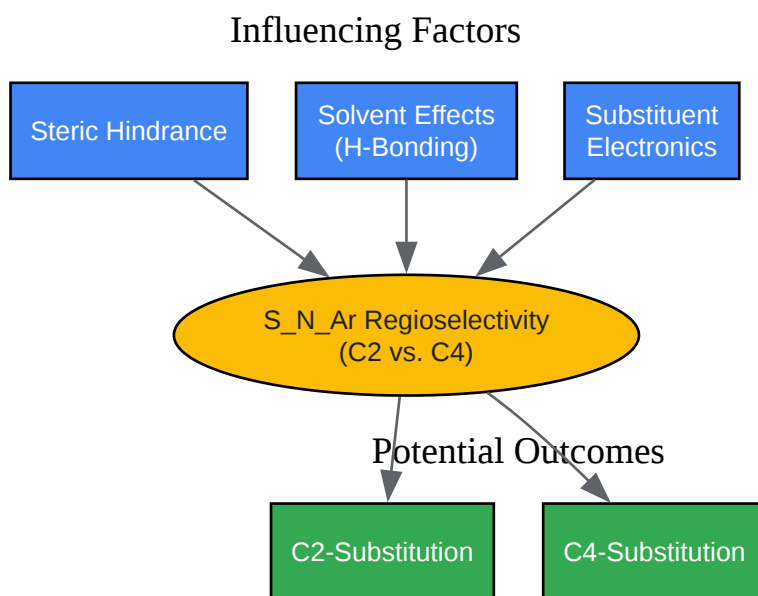 Influencing Factors
Steric Hindrance
Solvent Effects
(H-Bonding)
Substituent
Electronics
S_N_Ar Regioselectivity
(C2 vs. C4)
Potential Outcomes
C2-Substitution
C4-Substitution